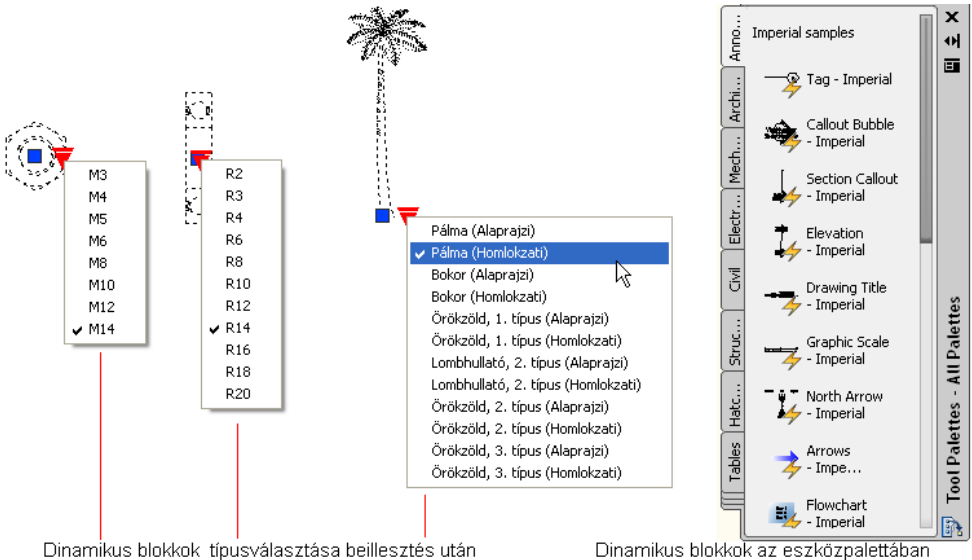 M3
M4
M5
M6
M8
M10
M12
M14
R2
R3
R4
R6
R8
R10
R12
R14
R16
R18
R20
Pálma (Alaprajzi)
Pálma (Homlokzati)
Bokor (Alaprajzi)
Bokor (Homlokzati)
Örökzöld, 1. típus (Alaprajzi)
Örökzöld, 1. típus (Homlokzati)
Lombhullató, 2. típus (Alaprajzi)
Lombhullató, 2. típus (Homlokzati)
Örökzöld, 2. típus (Alaprajzi)
Örökzöld, 2. típus (Homlokzati)
Örökzöld, 3. típus (Alaprajzi)
Örökzöld, 3. típus (Homlokzati)
Anno...
Archi...
Mech...
Electr...
Civil
Struc...
Hatc...
Tables
Imperial samples
Tag - Imperial
Callout Bubble
- Imperial
Section Callout
- Imperial
Elevation
- Imperial
Drawing Title
- Imperial
Graphic Scale
- Imperial
North Arrow
- Imperial
Arrows
- Impe...
Flowchart
- Imperial
Tool Palettes - All Palettes
Dinamikus blokkok típusválasztása beillesztés után
Dinamikus blokkok az eszközpalettában